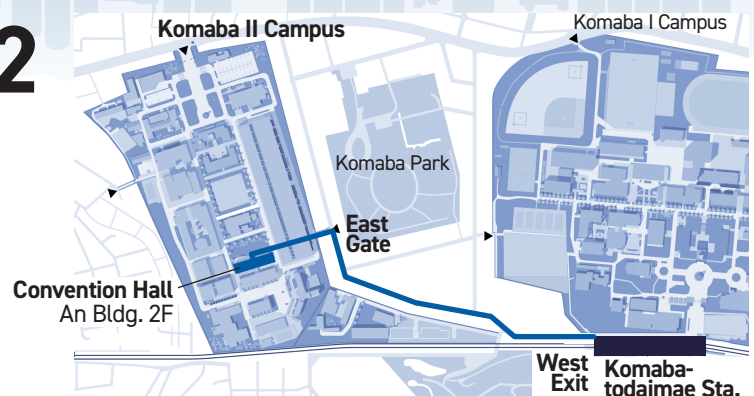 2
Komaba II Campus
Komaba I Campus
Komaba Park
East
Gate
Convention Hall
An Bldg. 2F
West
Exit
Komaba-
todaimae Sta.